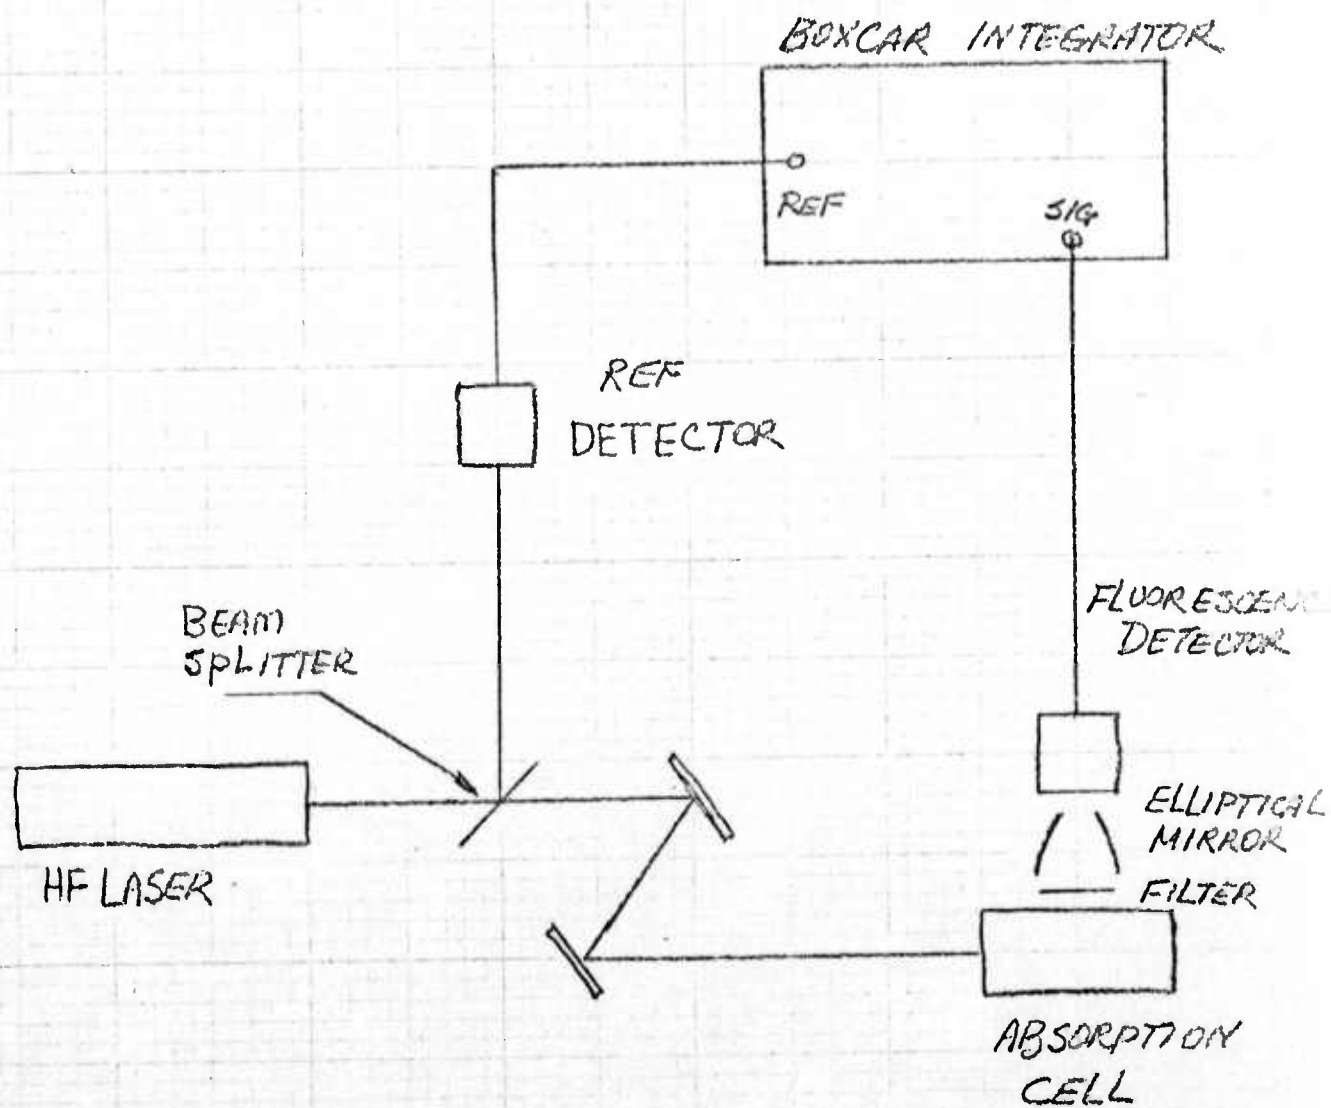 BOXCAR INTEGRATOR
REF
SIG
REF
DETECTOR
BEAM
SPLITTER
DETECTOR
ELLIPTICAL
MIRROR
FILTER
HF LASER
ABSORPTION
CELL